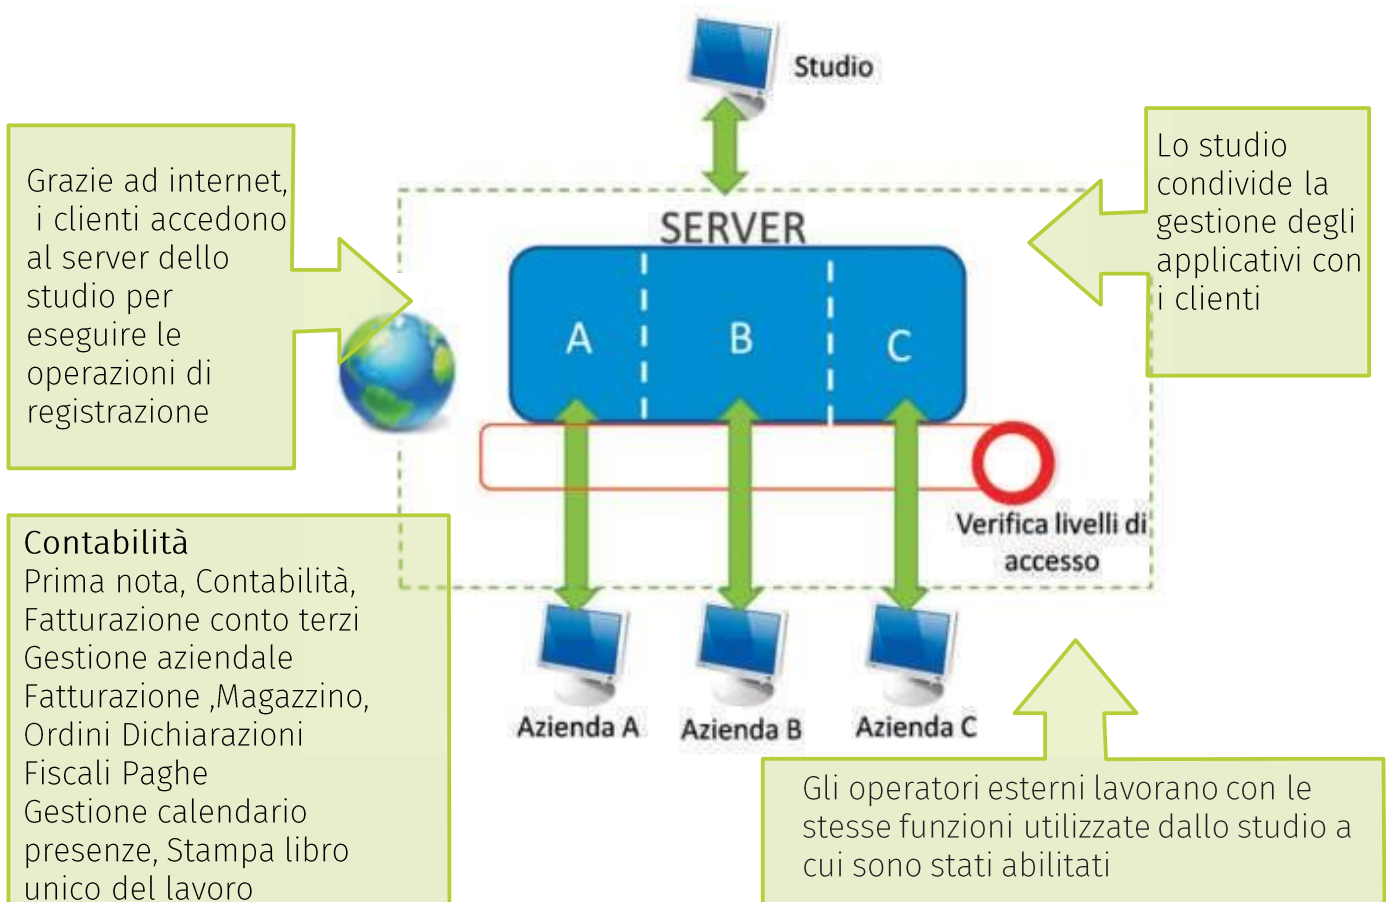 Studio
Grazie ad internet,
i clienti accedono
al server dello
studio per
eseguire le
operazioni di
registrazione
Lo studio
condivide la
gestione degli
applicativi con
i clienti
SERVER
A
B
C
Verifica livelli di
accesso
Contabilità
Prima nota, Contabilità,
Fatturazione conto terzi
Gestione aziendale
Fatturazione ,Magazzino,
Ordini Dichiarazioni
Fiscali Paghe
Gestione calendario
presenze, Stampa libro
unico del lavoro
Azienda A
Azienda B
Azienda C
Gli operatori esterni lavorano con le
stesse funzioni utilizzate dallo studio a
cui sono stati abilitati